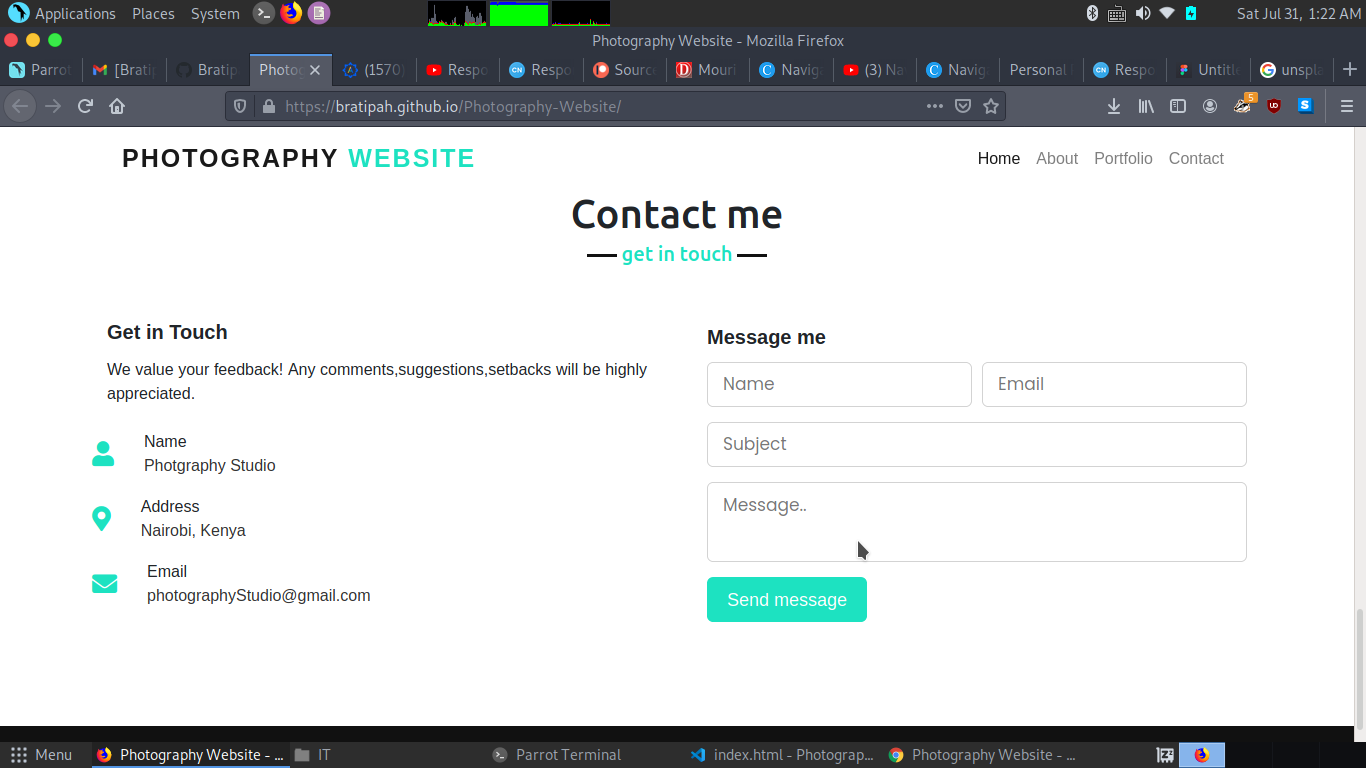 Applications Places System Sat Jul 31, 1:22 AM
Photography Website - Mozilla Firefox
Parrot [Bratip Bratip Photog (1570) Respo Respo Source Mouri Navig (3) Na Navig Personal Respo Untitle unspla
https://bratipah.github.io/Photography-Website/ 5
PHOTOGRAPHY WEBSITE Home About Portfolio Contact
Contact me
get in touch
Get in Touch
We value your feedback! Any comments,suggestions,setbacks will be highly
appreciated.
Name
Photgraphy Studio
Address
Nairobi, Kenya
Email
photographyStudio@gmail.com
Message me
Name Email
Subject
Message..
Send message
Menu Photography Website - ... IT Parrot Terminal index.html - Photograp... Photography Website - ...